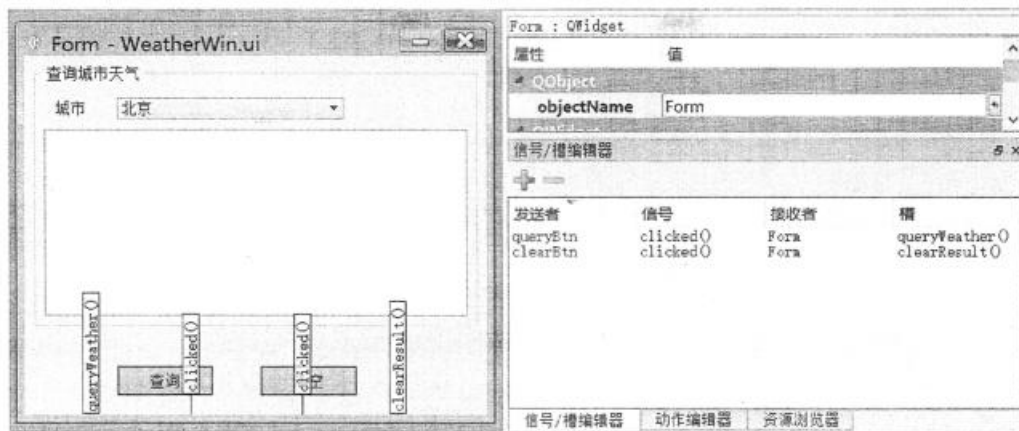 Form - WeatherWin.ui
查询城市天气
城市 北京
queryWeather()
clicked()
clicked()
clearResult()
查询
Form : QWidget
属性 值
QObject
objectName Form
信号/槽编辑器
发送者 信号 接收者 槽
queryBtn clicked() Form queryWeather()
clearBtn clicked() Form clearResult()
信号/槽编辑器 动作编辑器 资源浏览器